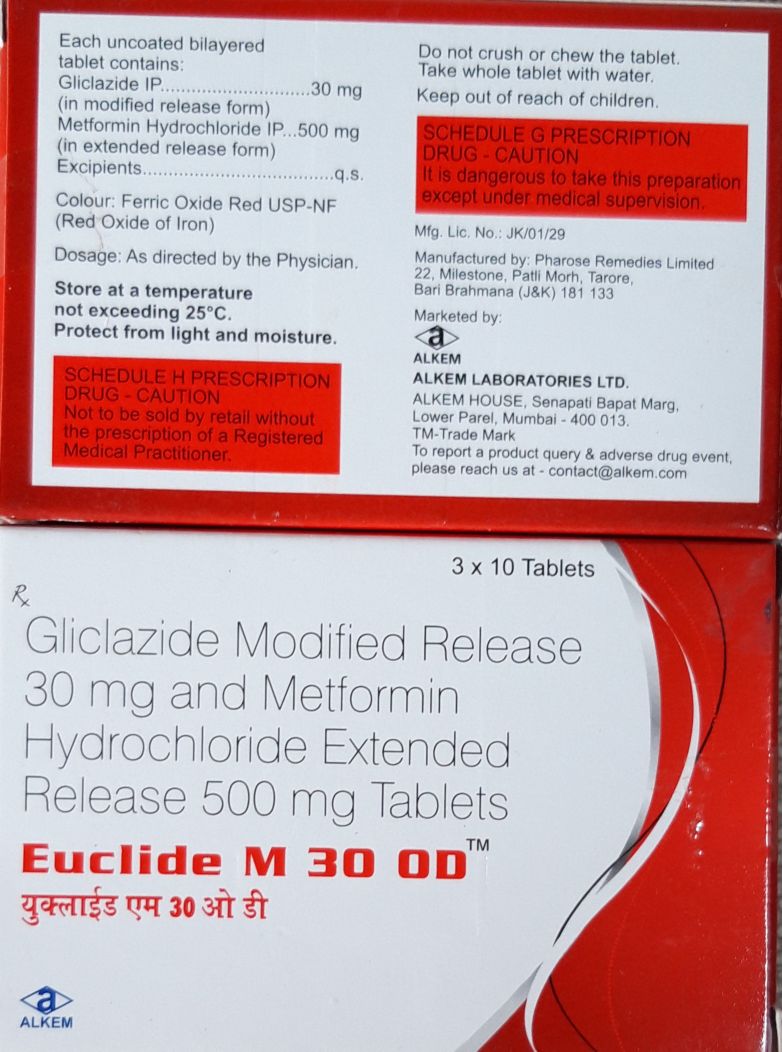 Each uncoated bilayered
tablet contains:
Gliclazide IP.............................30 mg
(in modified release form)
Metformin Hydrochloride IP...500 mg
(in extended release form)
Excipients.....................................q.s.
Colour: Ferric Oxide Red USP-NF
(Red Oxide of Iron)
Dosage: As directed by the Physician.
Store at a temperature
not exceeding 25°C.
Protect from light and moisture.
SCHEDULE H PRESCRIPTION
DRUG - CAUTION
Not to be sold by retail without
the prescription of a Registered
Medical Practitioner.
Do not crush or chew the tablet.
Take whole tablet with water.
Keep out of reach of children.
SCHEDULE G PRESCRIPTION
DRUG - CAUTION
It is dangerous to take this preparation
except under medical supervision.
Mfg. Lic. No.: JK/01/29
Manufactured by: Pharose Remedies Limited
22, Milestone, Patli Morh, Tarore,
Bari Brahmana (J&K) 181 133
Marketed by:
a
ALKEM
ALKEM LABORATORIES LTD.
ALKEM HOUSE, Senapati Bapat Marg,
Lower Parel, Mumbai - 400 013.
TM-Trade Mark
To report a product query & adverse drug event,
please reach us at - contact@alkem.com
3 x 10 Tablets
Rx
Gliclazide Modified Release
30 mg and Metformin
Hydrochloride Extended
Release 500 mg Tablets
Euclide M 30 OD™
युक्लाईड एम 30 ओ डी
a
ALKEM